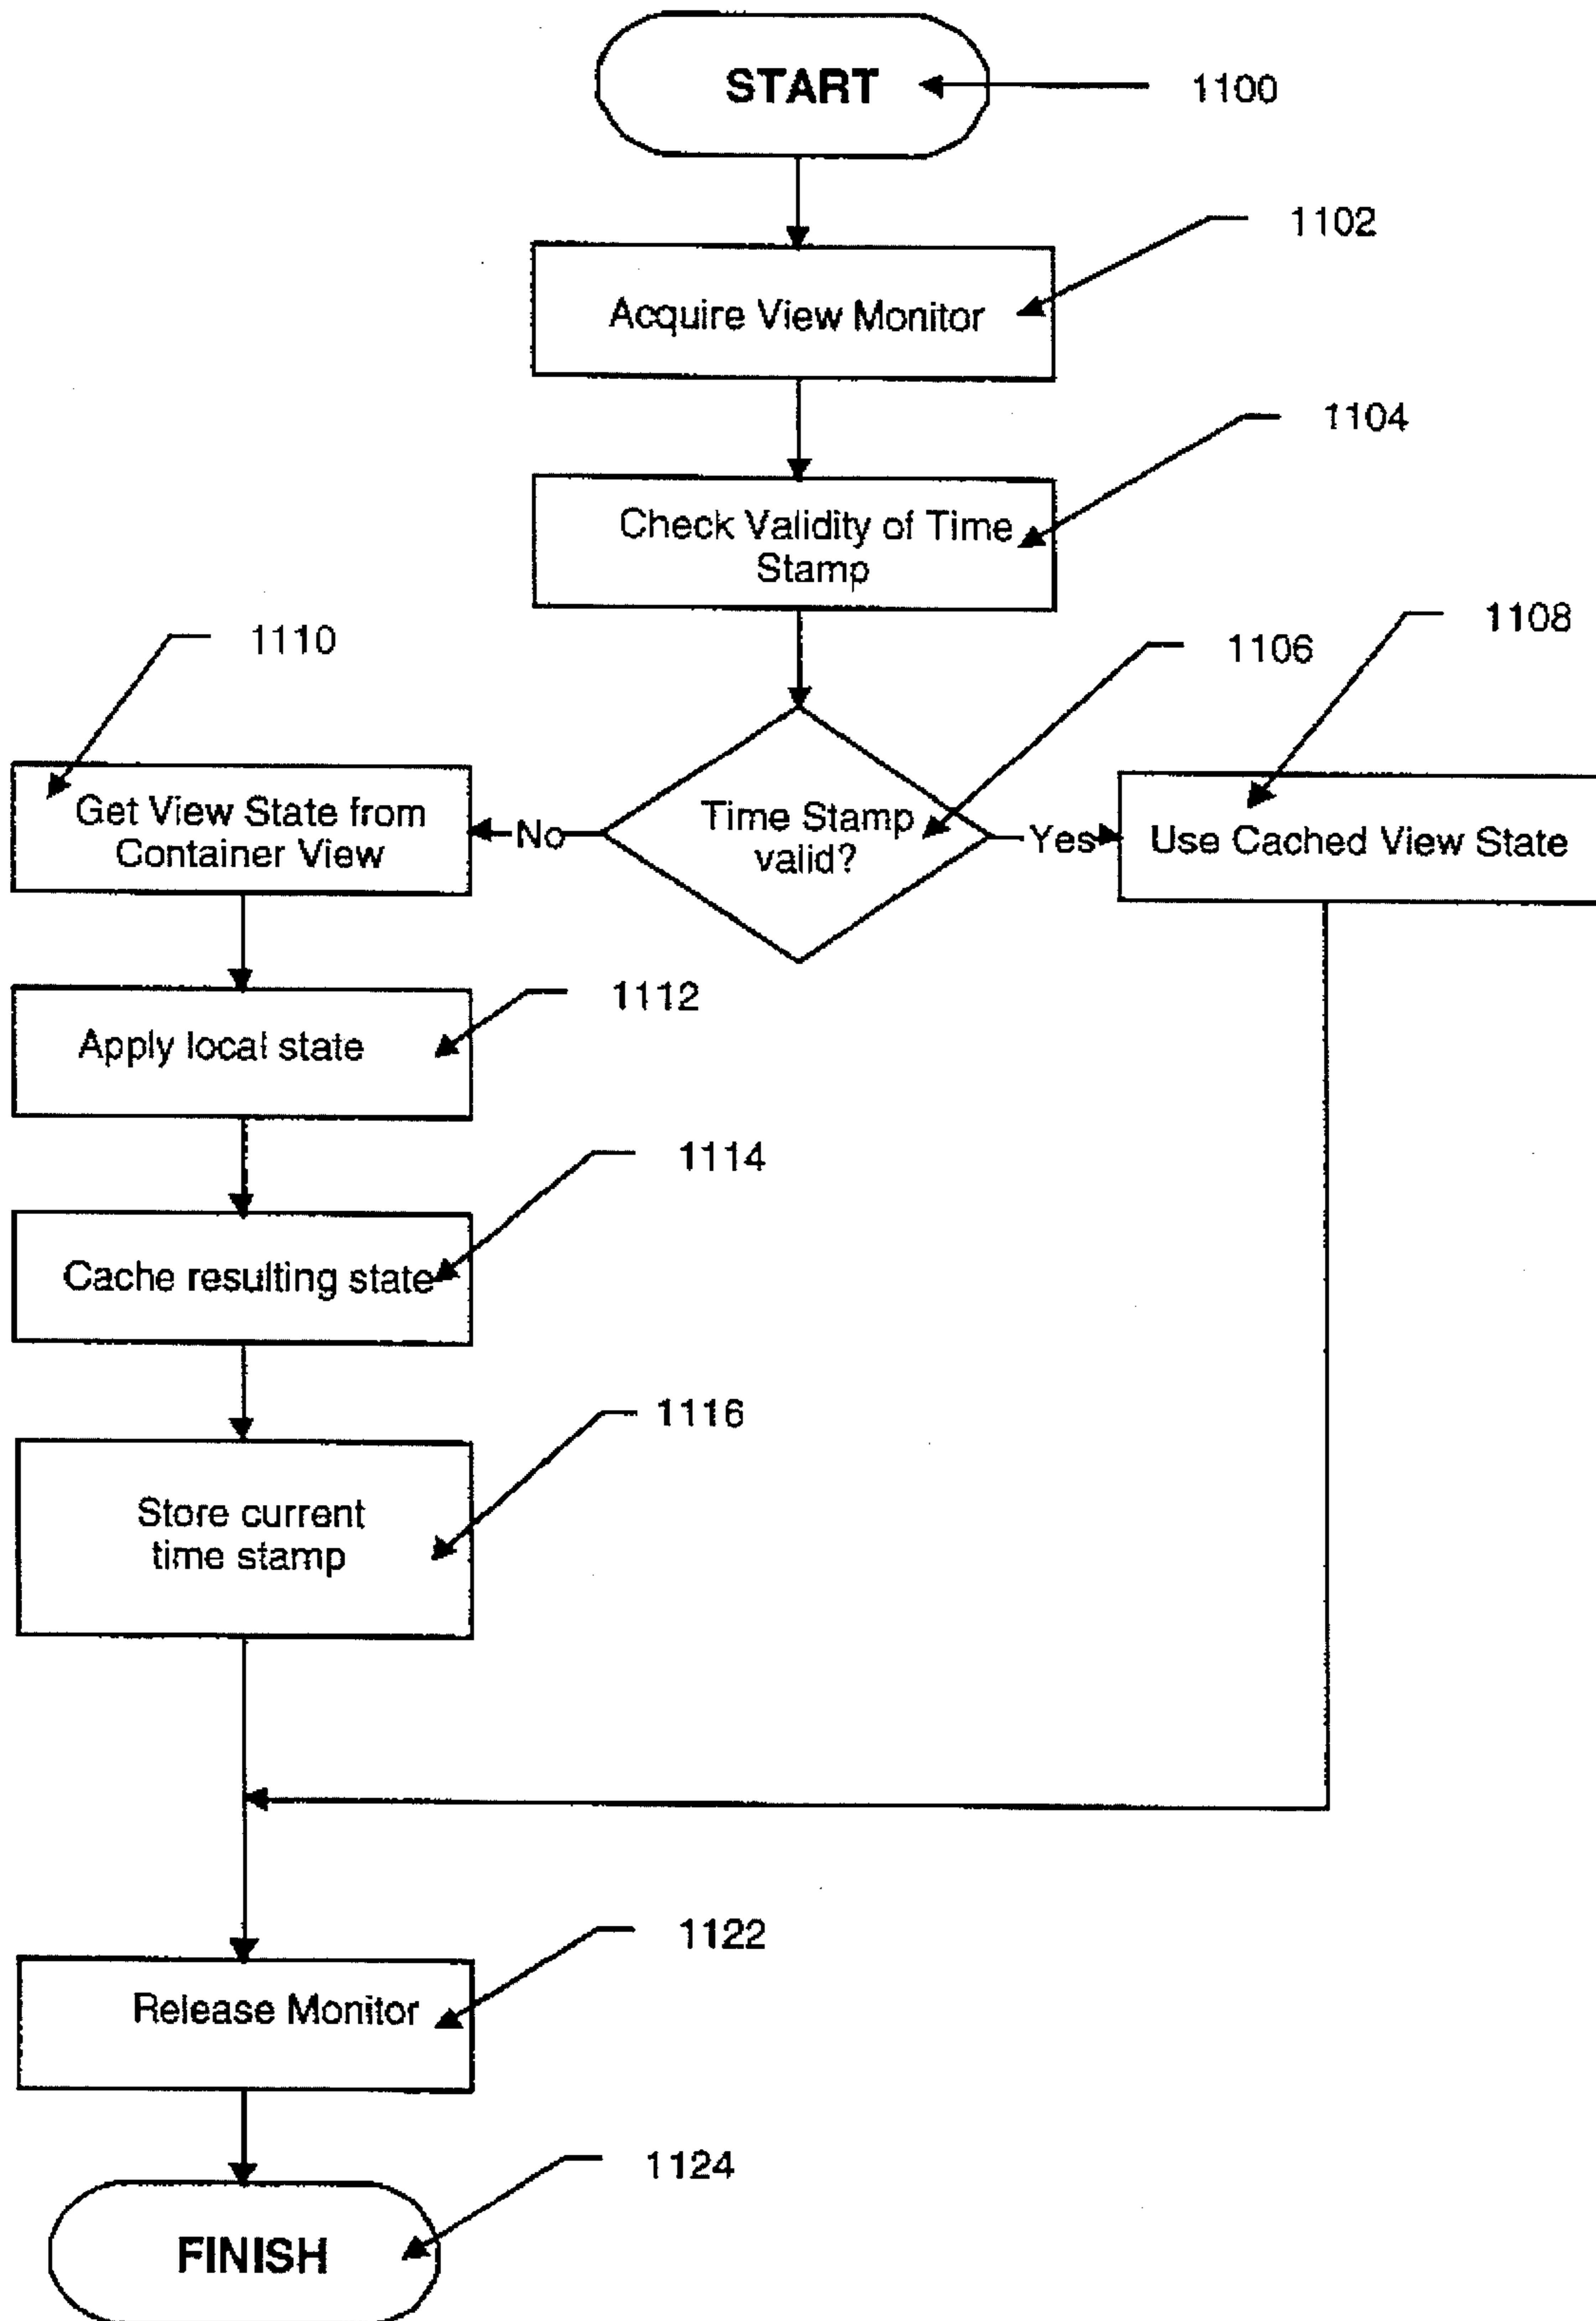 START
1100
1102
Acquire View Monitor
1104
Check Validity of Time
Stamp
1110
1106
1108
Get View State from
Container View
No
Time Stamp
valid?
Yes
Use Cached View State
1112
Apply local state
1114
Cache resulting state
1116
Store current
time stamp
1122
Release Monitor
1124
FINISH